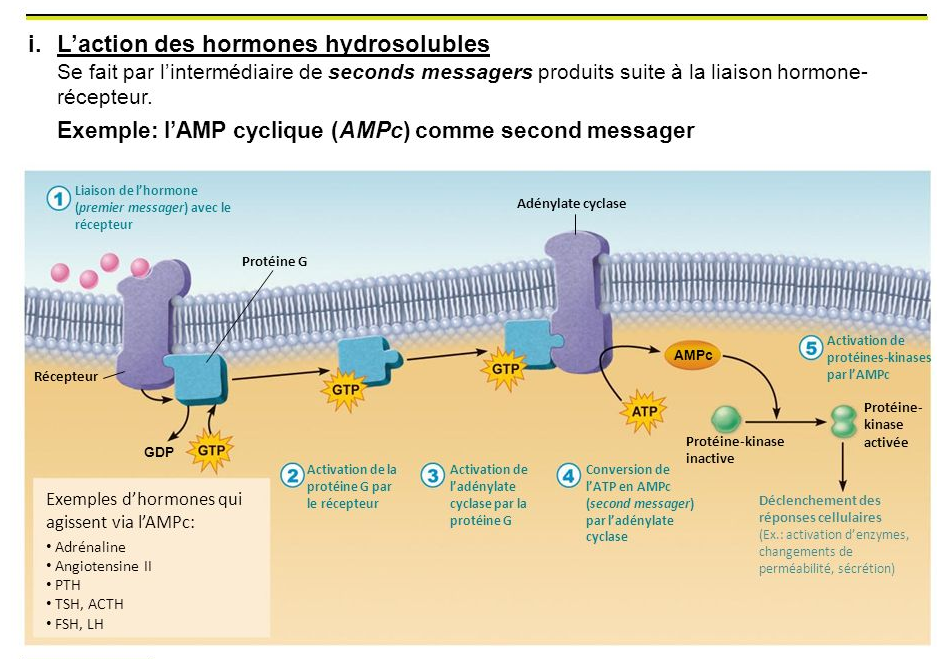 i. L’action des hormones hydrosolubles
Se fait par l’intermédiaire de seconds messagers produits suite à la liaison hormone-
récepteur.
Exemple: l’AMP cyclique (AMPc) comme second messager
1 Liaison de l’hormone
(premier messager) avec le
récepteur
Protéine G
Adénylate cyclase
Récepteur
GDP
GTP
GTP
GTP
ATP
AMPc
5 Activation de
protéines-kinases
par l’AMPc
Protéine-kinase
inactive
Protéine-
kinase
activée
2 Activation de la
protéine G par
le récepteur
3 Activation de
l’adénylate
cyclase par la
protéine G
4 Conversion de
l’ATP en AMPc
(second messager)
par l’adénylate
cyclase
Déclenchement des
réponses cellulaires
(Ex.: activation d’enzymes,
changements de
perméabilité, sécrétion)
Exemples d’hormones qui
agissent via l’AMPc:
• Adrénaline
• Angiotensine II
• PTH
• TSH, ACTH
• FSH, LH